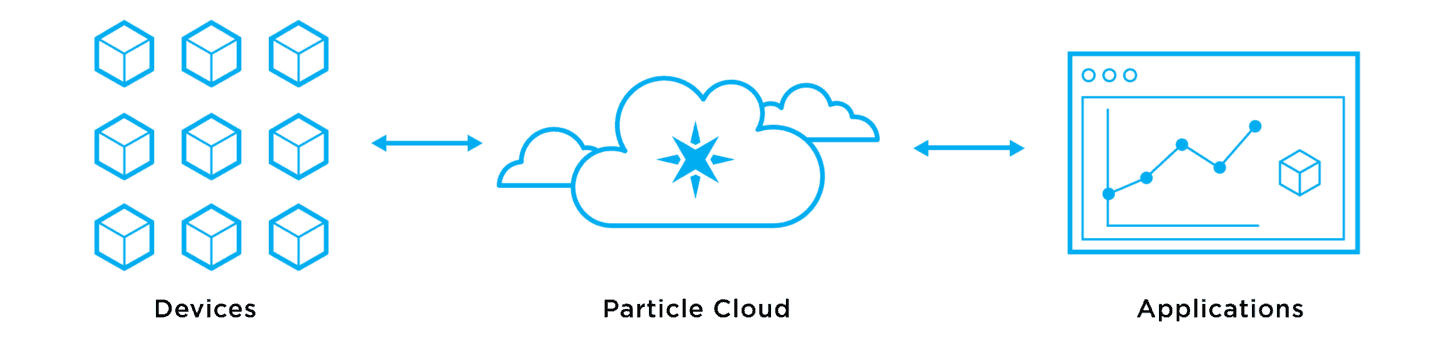 Devices
Particle Cloud
Applications